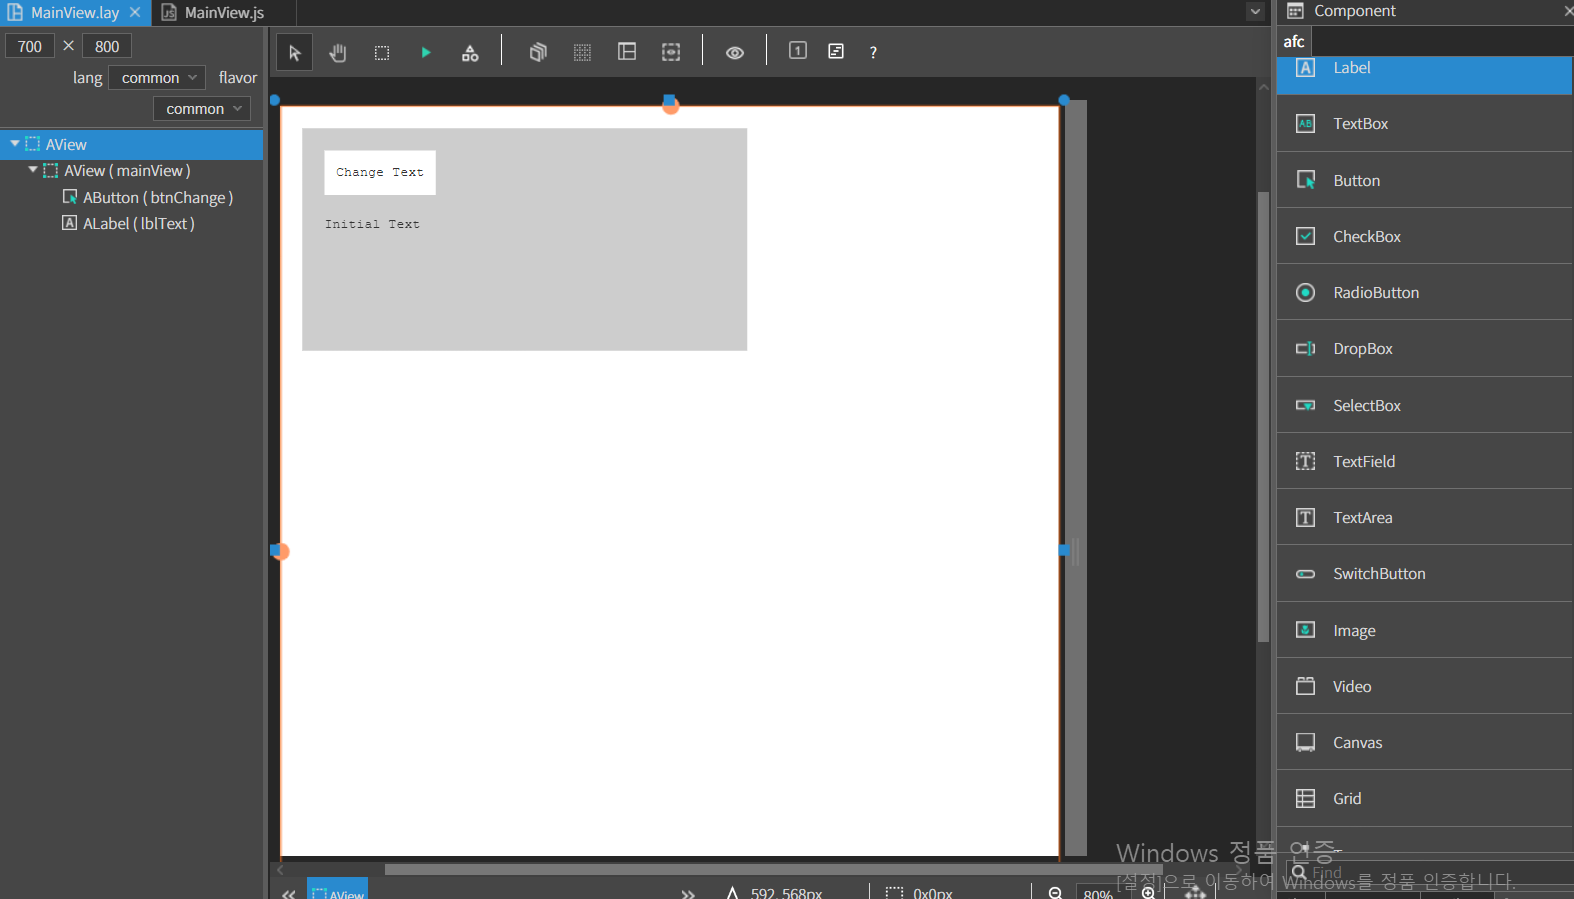 MainView.lay
MainView.js
700 × 800
lang common flavor
common
AView
AView ( mainView )
AButton ( btnChange )
ALabel ( lblText )
1
?
Change Text
Initial Text
AView
592, 568px
0x0px
80%
Component
afc
Label
TextBox
Button
CheckBox
RadioButton
DropBox
SelectBox
TextField
TextArea
SwitchButton
Image
Video
Canvas
Grid
Find
Windows 정품 인증
[설정]으로 이동하여 Windows를 정품 인증합니다.